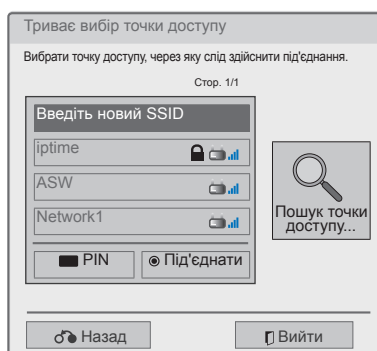 Триває вибір точки доступу
Вибрати точку доступу, через яку слід здійснити під'єднання.
Стор. 1/1
Введіть новий SSID
iptime
ASW
Network1
PIN
Під'єднати
Пошук точки
доступу...
Назад
Вийти